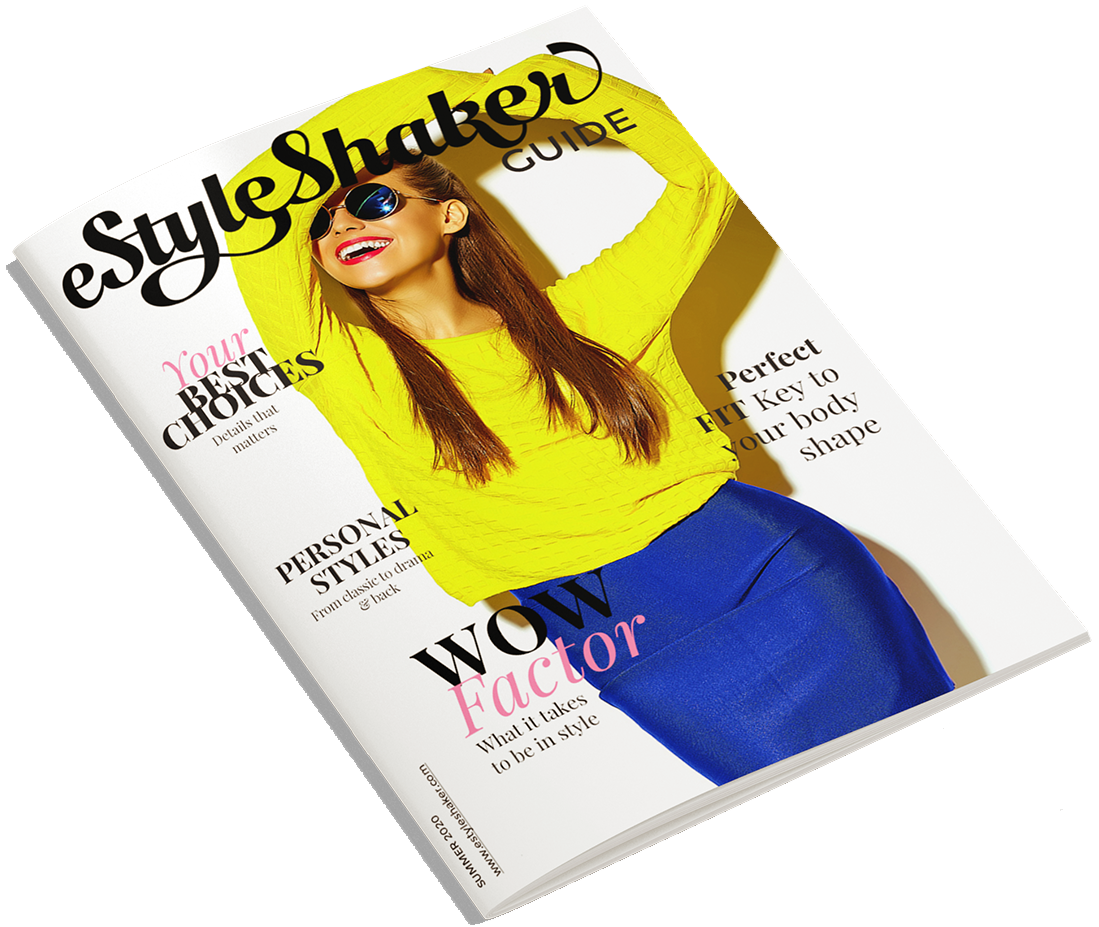 eStyleShaker
GUIDE
Your
BEST
CHOICES
Details that
matters
Perfect
FIT Key to
your body
shape
PERSONAL
STYLES
From classic to drama
& back
WOW
Factor
What it takes
to be in style
SUMMER 2020
www.estyleshaker.com